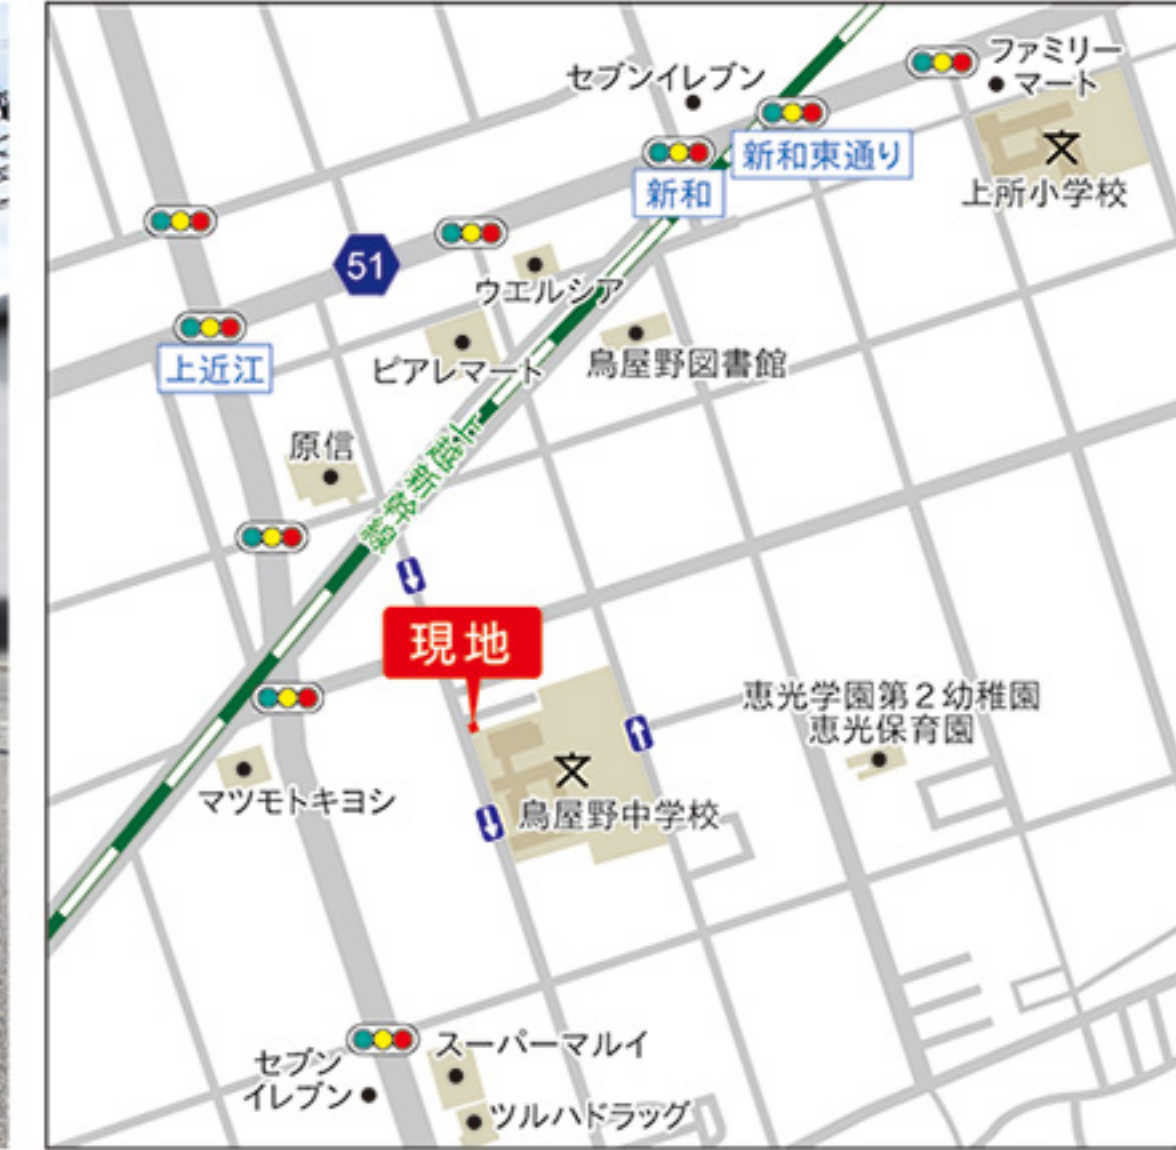 ファミリー
マート
セブンイレブン
新和東通り
新和
上所小学校
51
ウエルシア
ピアレマート
鳥屋野図書館
上近江
原信
上越新幹線
現地
恵光学園第2幼稚園
恵光保育園
マツモトキヨシ
鳥屋野中学校
スーパーマルイ
セブン
イレブン
ツルハドラッグ